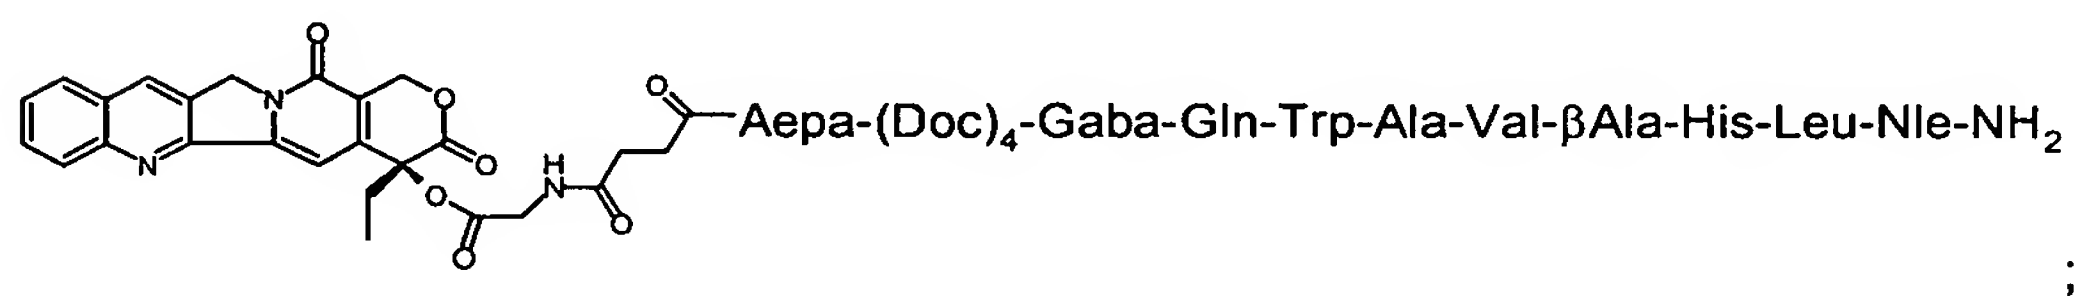 O
O
O
N
O
Aepa-(Doc)₄-Gaba-Gln-Trp-Ala-Val-βAla-His-Leu-Nle-NH₂
N
O
H
N
O
O
O
;